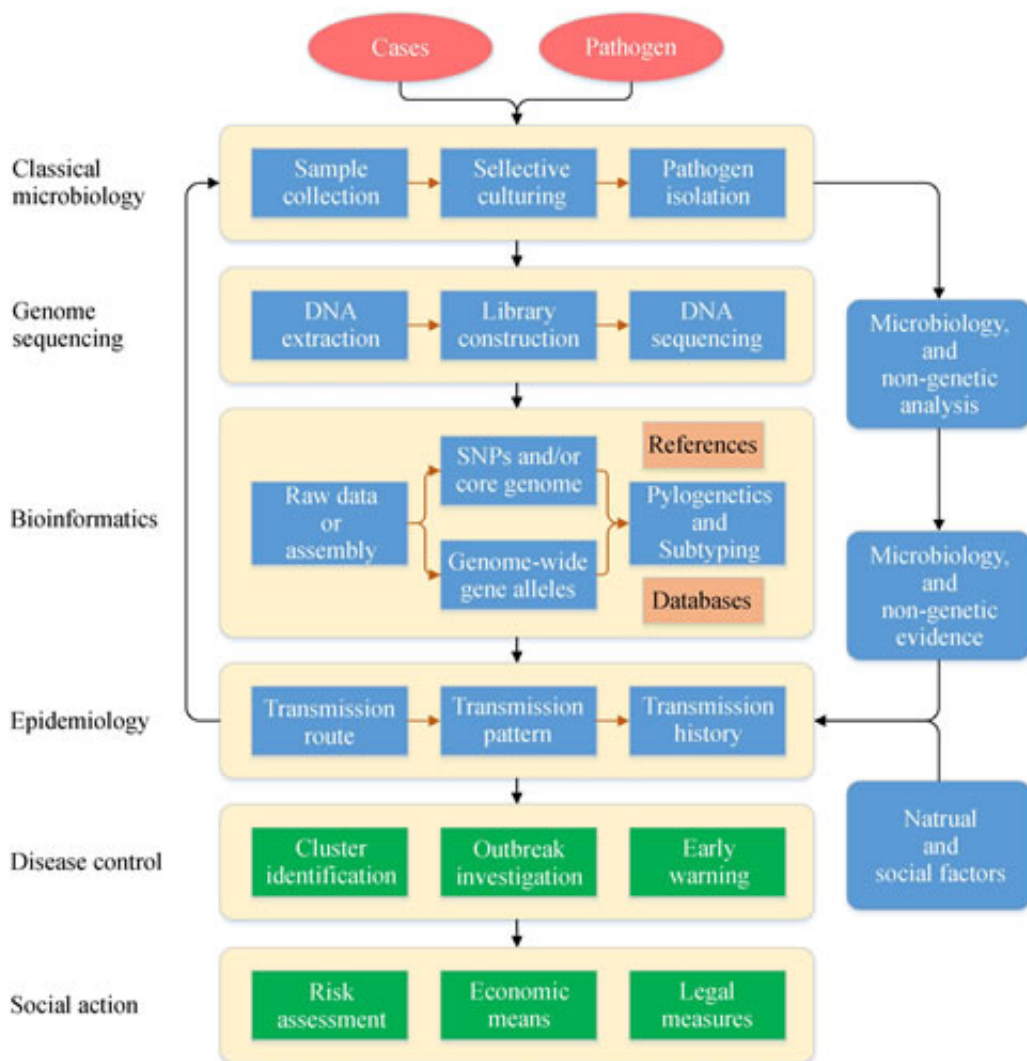 Cases
Pathogen
Classical
microbiology
Sample
collection
Sellective
culturing
Pathogen
isolation
Genome
sequencing
DNA
extraction
Library
construction
DNA
sequencing
Microbiology,
and
non-genetic
analysis
Bioinformatics
Raw data
or
assembly
SNPs and/or
core genome
Genome-wide
gene alleles
References
Pylogenetics
and
Subtyping
Databases
Microbiology,
and
non-genetic
evidence
Epidemiology
Transmission
route
Transmission
pattern
Transmission
history
Natrual
and
social factors
Disease control
Cluster
identification
Outbreak
investigation
Early
warning
Social action
Risk
assessment
Economic
means
Legal
measures